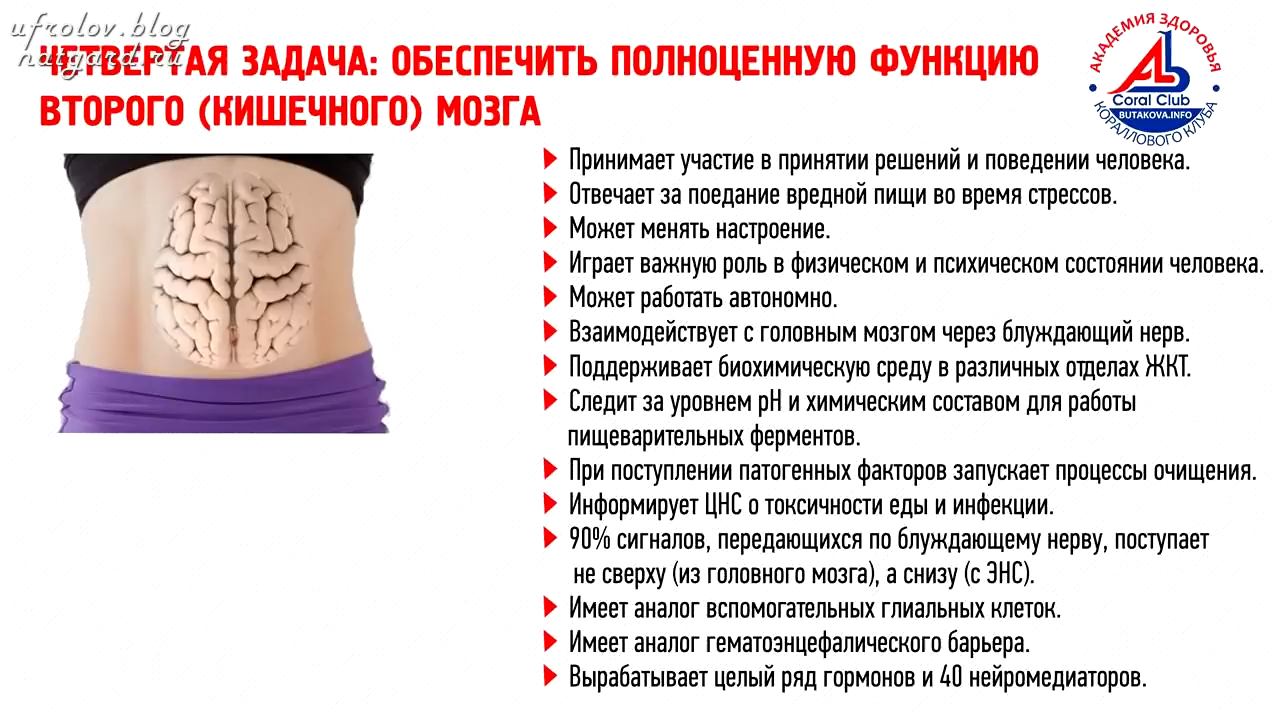 ufrolov.blog
naigard.ru
ЧЕТВЕРТАЯ ЗАДАЧА: ОБЕСПЕЧИТЬ ПОЛНОЦЕННУЮ ФУНКЦИЮ
ВТОРОГО (КИШЕЧНОГО) МОЗГА
АКАДЕМИЯ ЗДОРОВЬЯ
Coral Club
BUTAKOVA.INFO
КОРАЛЛОВОГО КЛУБА
Принимает участие в принятии решений и поведении человека.
Отвечает за поедание вредной пищи во время стрессов.
Может менять настроение.
Играет важную роль в физическом и психическом состоянии человека.
Может работать автономно.
Взаимодействует с головным мозгом через блуждающий нерв.
Поддерживает биохимическую среду в различных отделах ЖКТ.
Следит за уровнем pH и химическим составом для работы
пищеварительных ферментов.
При поступлении патогенных факторов запускает процессы очищения.
Информирует ЦНС о токсичности еды и инфекции.
90% сигналов, передающихся по блуждающему нерву, поступает
не сверху (из головного мозга), а снизу (с ЭНС).
Имеет аналог вспомогательных глиальных клеток.
Имеет аналог гематоэнцефалического барьера.
Вырабатывает целый ряд гормонов и 40 нейромедиаторов.